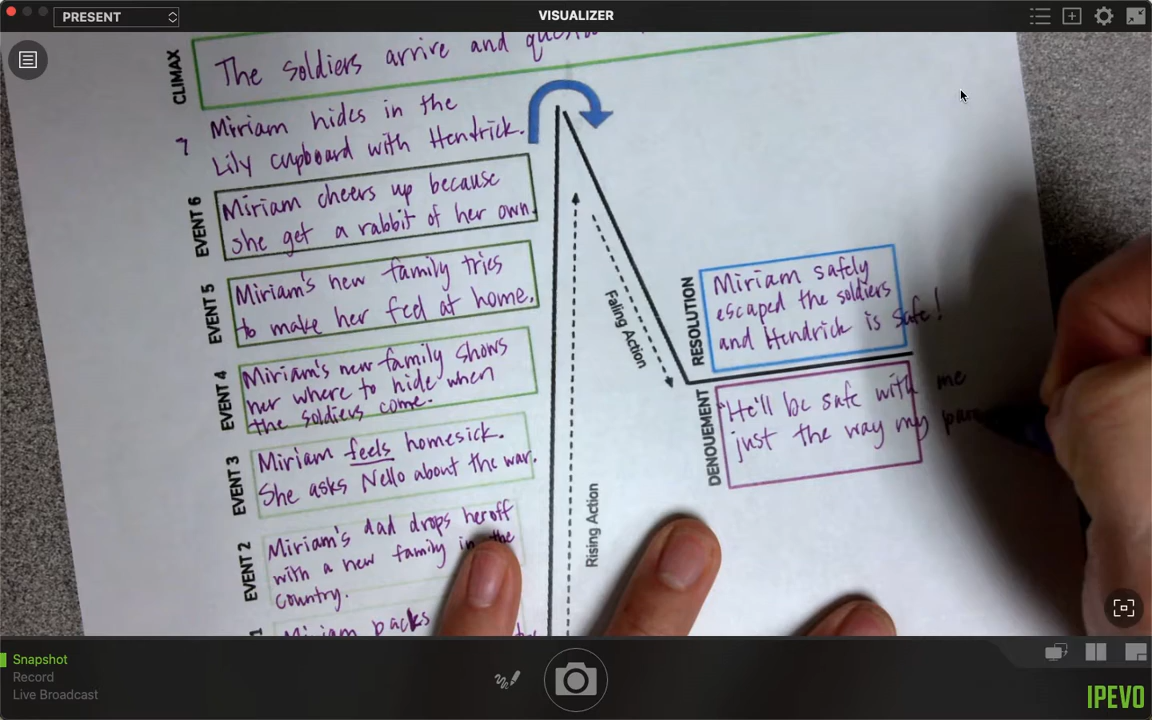 PRESENT
VISUALIZER
CLIMAX
The soldiers arrive and
7
Miriam hides in the
Lily cupboard with Hendrick.
EVENT 6
Miriam cheers up because
she get a rabbit of her own.
EVENT 5
Miriam's new family tries
to make her feel at home.
EVENT 4
Miriam's new family shows
her where to hide when
the soldiers come.
EVENT 3
Miriam feels homesick.
She asks Nello about the war.
EVENT 2
Miriam's dad drops her off
with a new family in the
country.
Miriam packs
Rising Action
Falling Action
RESOLUTION
Miriam safely
escaped the soldiers
and Hendrick is safe!
DENOUEMENT
"He'll be safe with me
just the way my
Snapshot
Record
Live Broadcast
IPEVO